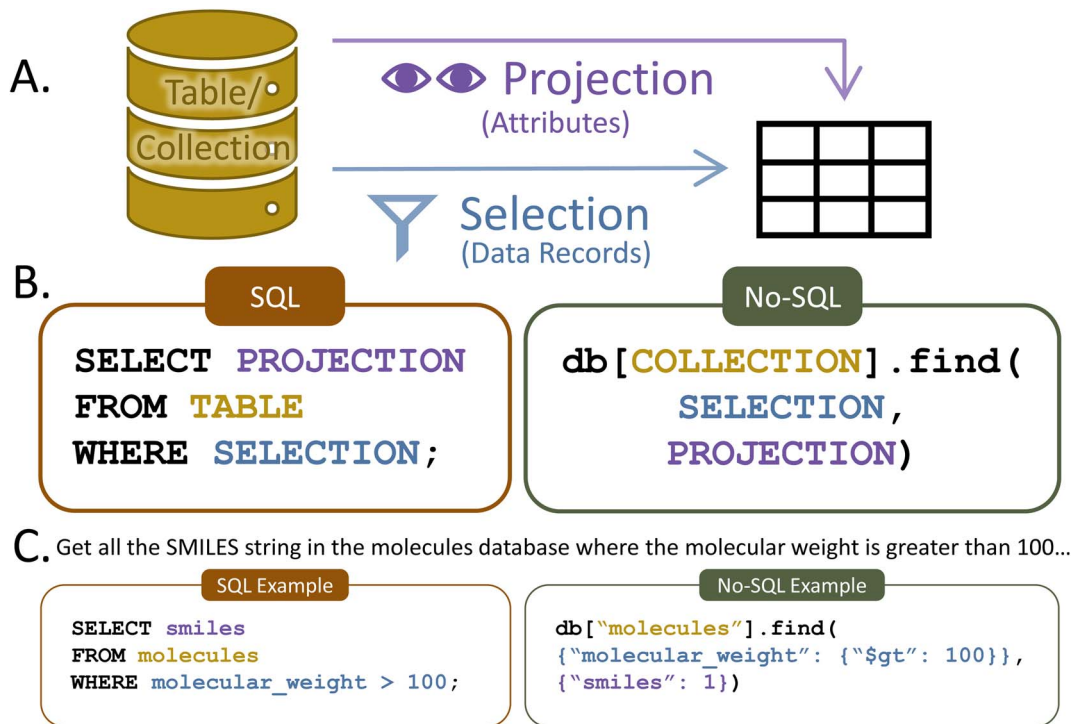 A.
Table/
Collection
Projection
(Attributes)
Selection
(Data Records)
B.
SQL
SELECT PROJECTION
FROM TABLE
WHERE SELECTION;
No-SQL
db[COLLECTION].find(
SELECTION,
PROJECTION)
C. Get all the SMILES string in the molecules database where the molecular weight is greater than 100…
SQL Example
SELECT smiles
FROM molecules
WHERE molecular_weight > 100;
No-SQL Example
db[“molecules”].find(
{“molecular_weight”: {“$gt”: 100}},
{“smiles”: 1})